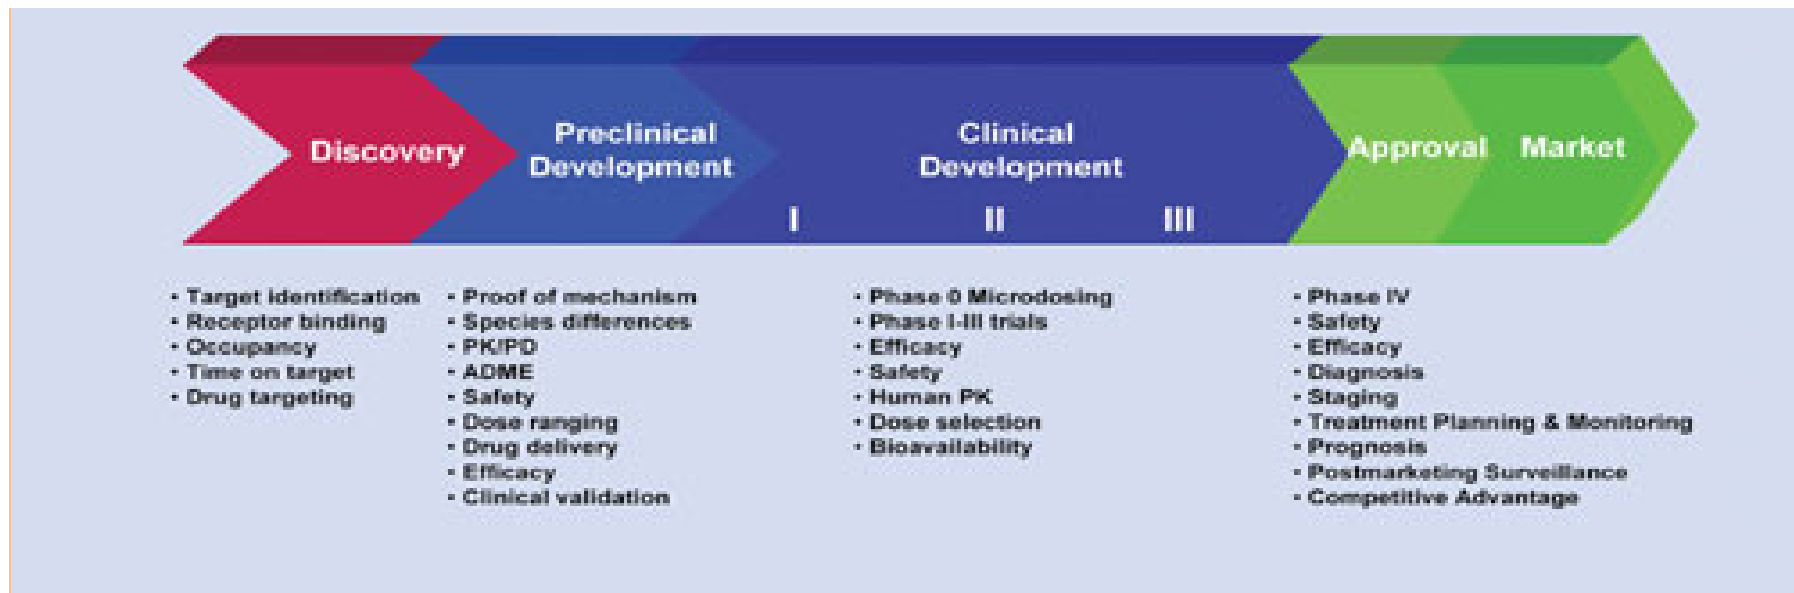 Discovery
Preclinical
Development
Clinical
Development
I II III
Approval
Market
• Target identification
• Receptor binding
• Occupancy
• Time on target
• Drug targeting
• Proof of mechanism
• Species differences
• PK/PD
• ADME
• Safety
• Dose ranging
• Drug delivery
• Efficacy
• Clinical validation
• Phase 0 Microdosing
• Phase I-III trials
• Efficacy
• Safety
• Human PK
• Dose selection
• Bioavailability
• Phase IV
• Safety
• Efficacy
• Diagnosis
• Staging
• Treatment Planning & Monitoring
• Prognosis
• Postmarketing Surveillance
• Competitive Advantage